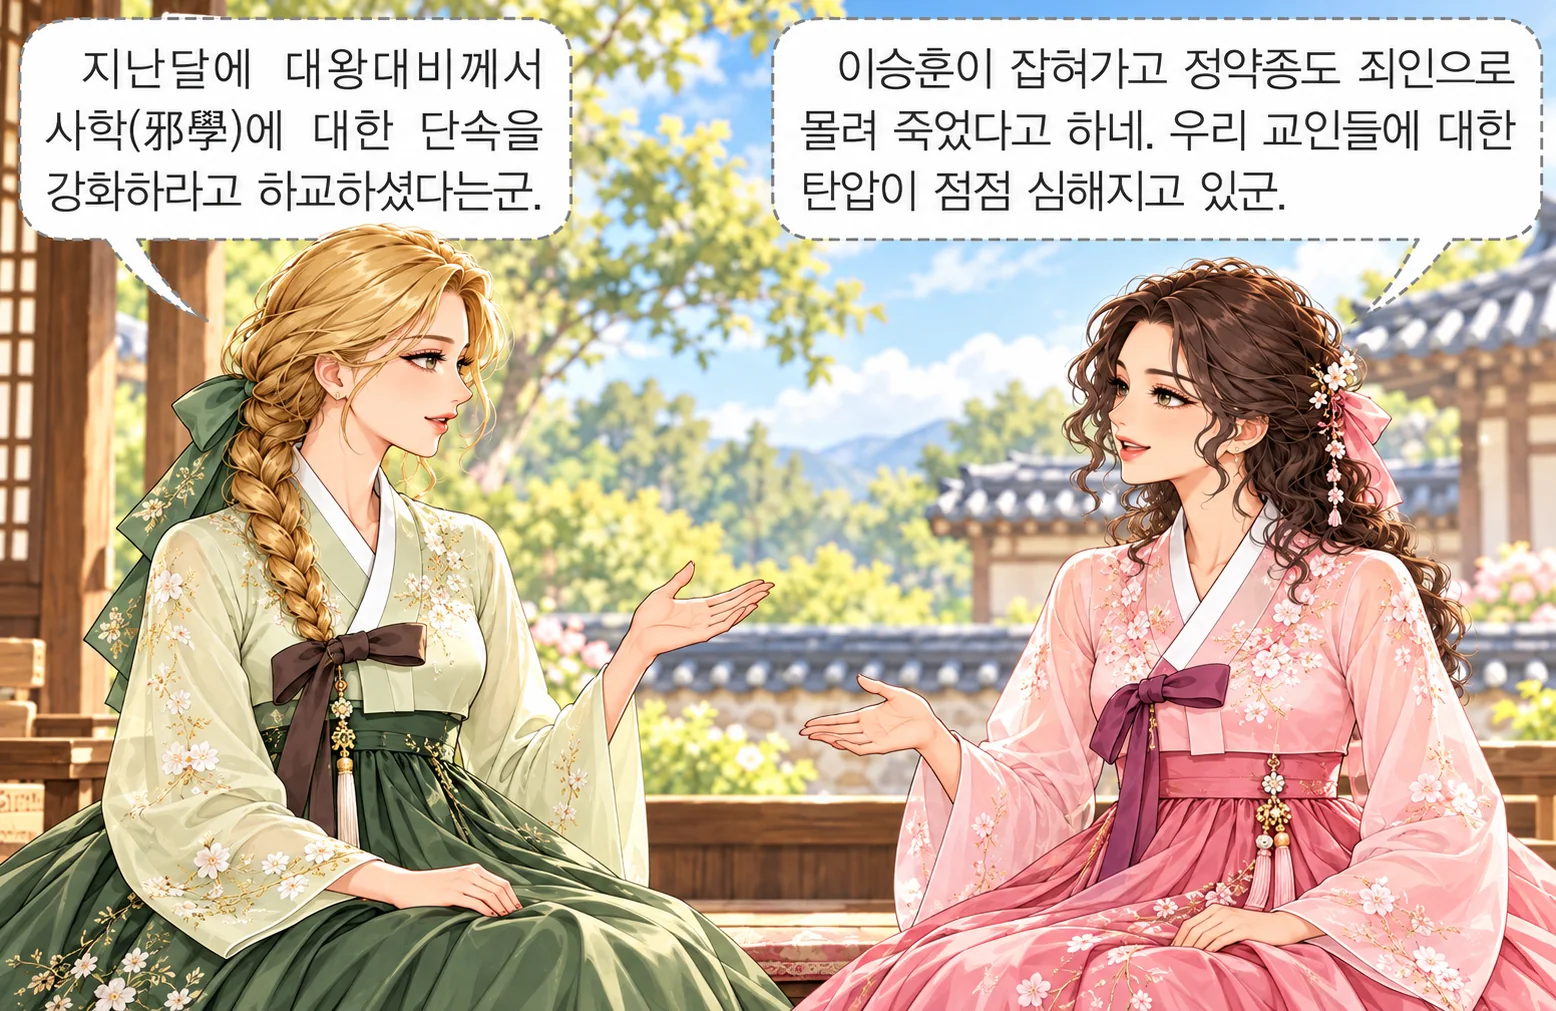 지난달에 대왕대비께서
사학(邪學)에 대한 단속을
강화하라고 하교하셨다는군.
이승훈이 잡혀가고 정약종도 죄인으로
몰려 죽었다고 하네. 우리 교인들에 대한
탄압이 점점 심해지고 있군.